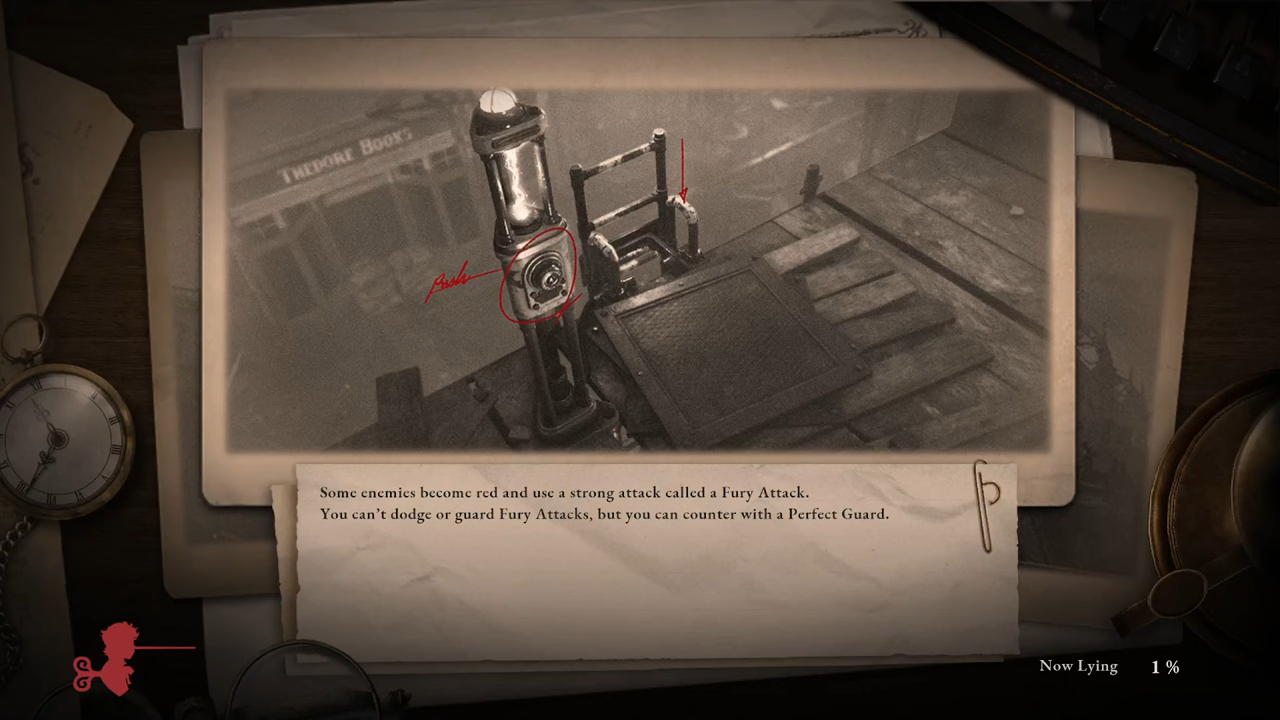 THEDORE BOOKS
Push
Some enemies become red and use a strong attack called a Fury Attack.
You can't dodge or guard Fury Attacks, but you can counter with a Perfect Guard.
Now Lying 1 %